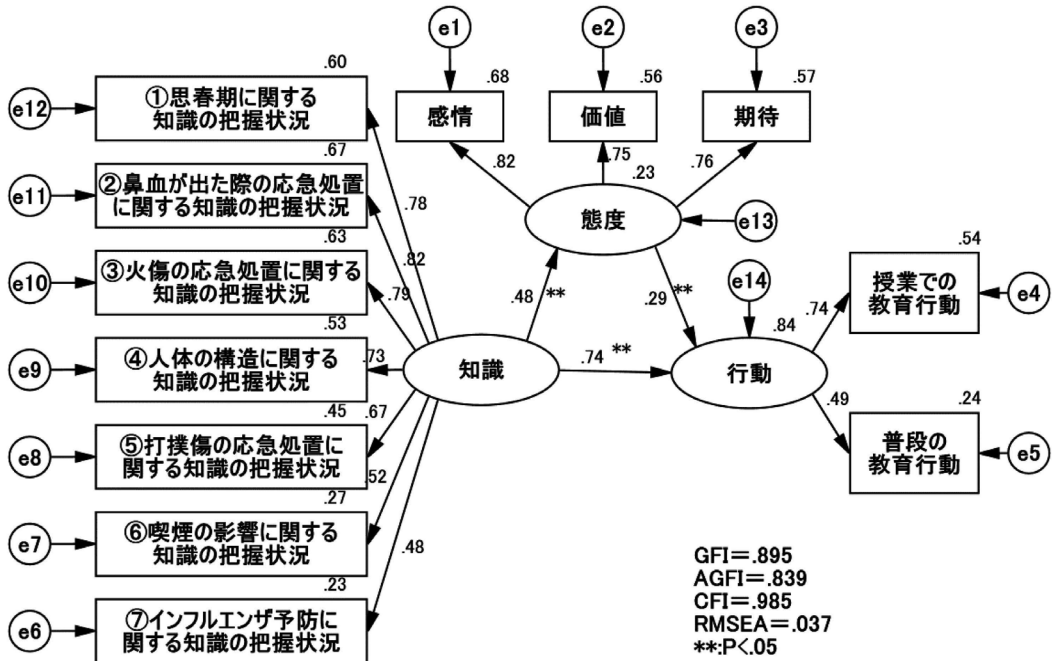 e1
e2
e3
.60
.68
.56
.57
e12
①思春期に関する
知識の把握状況
感情
価値
期待
.67
.82
.75
.23
.76
e11
②鼻血が出た際の応急処置
に関する知識の把握状況
.78
態度
e13
.63
.82
e10
③火傷の応急処置に関する
知識の把握状況
.79
.48
**
.29
**
e14
.54
授業での
教育行動
e4
.53
.84
.74
e9
④人体の構造に関する
知識の把握状況
.73
知識
.74
**
行動
.45
.67
.49
.24
e8
⑤打撲傷の応急処置に
関する知識の把握状況
普段の
教育行動
e5
.52
.27
e7
⑥喫煙の影響に関する
知識の把握状況
.48
.23
e6
⑦インフルエンザ予防に
関する知識の把握状況
GFI=.895
AGFI=.839
CFI=.985
RMSEA=.037
**:P<.05